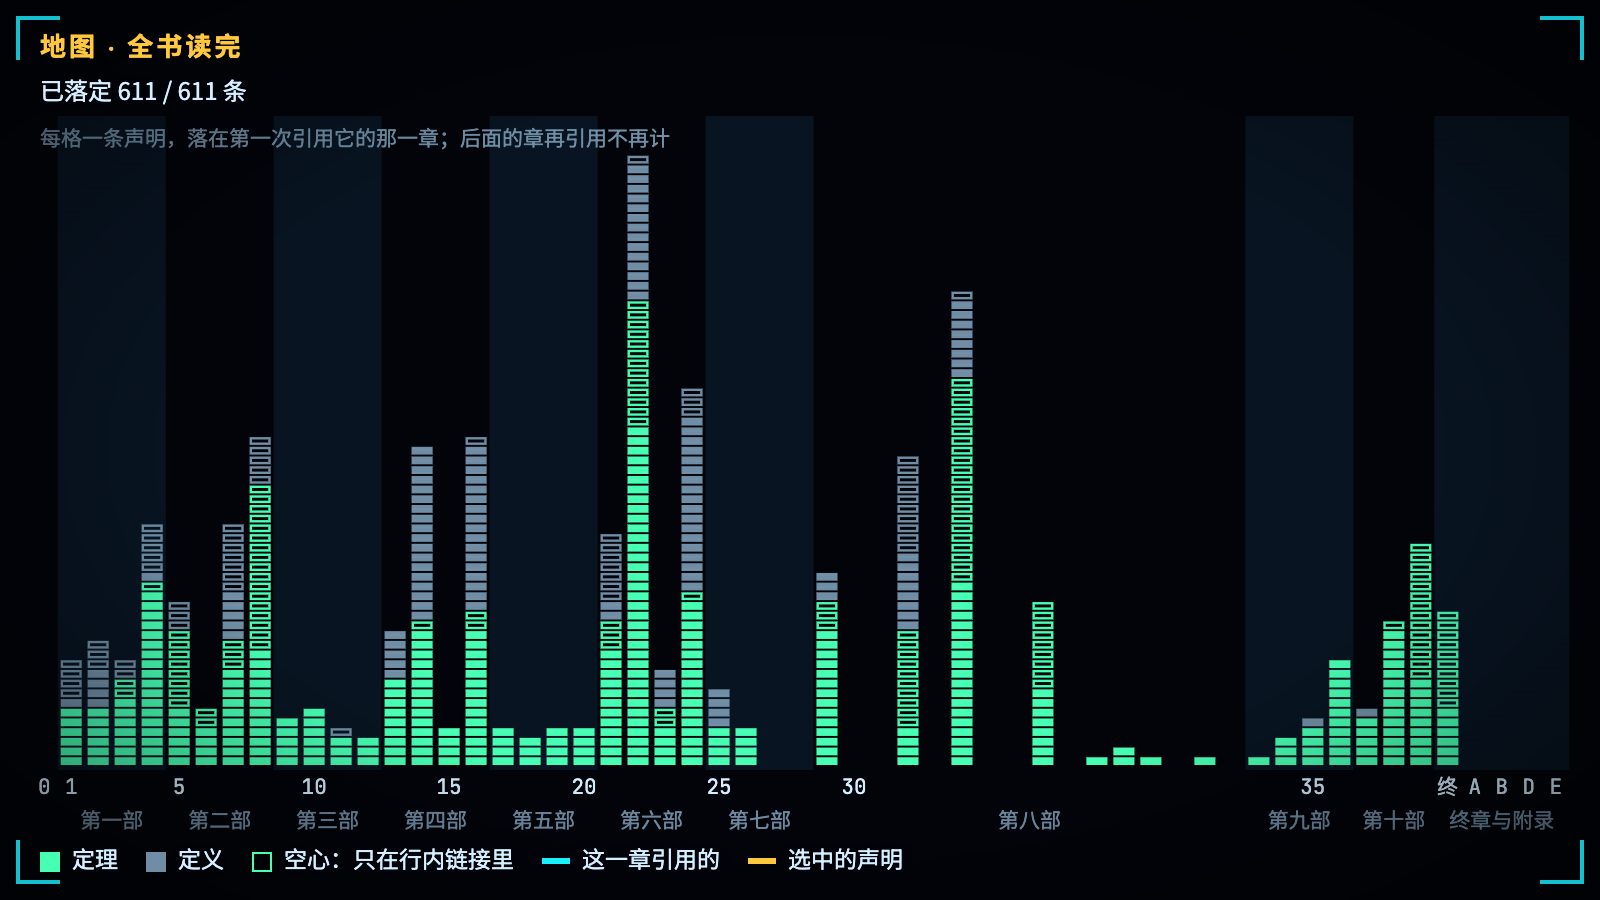 地图 · 全书读完
已落定 611 / 611 条
每格一条声明，落在第一次引用它的那一章；后面的章再引用不再计
0 1 5 10 15 20 25 30 35 终 A B D E
第一部 第二部 第三部 第四部 第五部 第六部 第七部 第八部 第九部 第十部 终章与附录
定理 定义 空心：只在行内链接里 这一章引用的 选中的声明